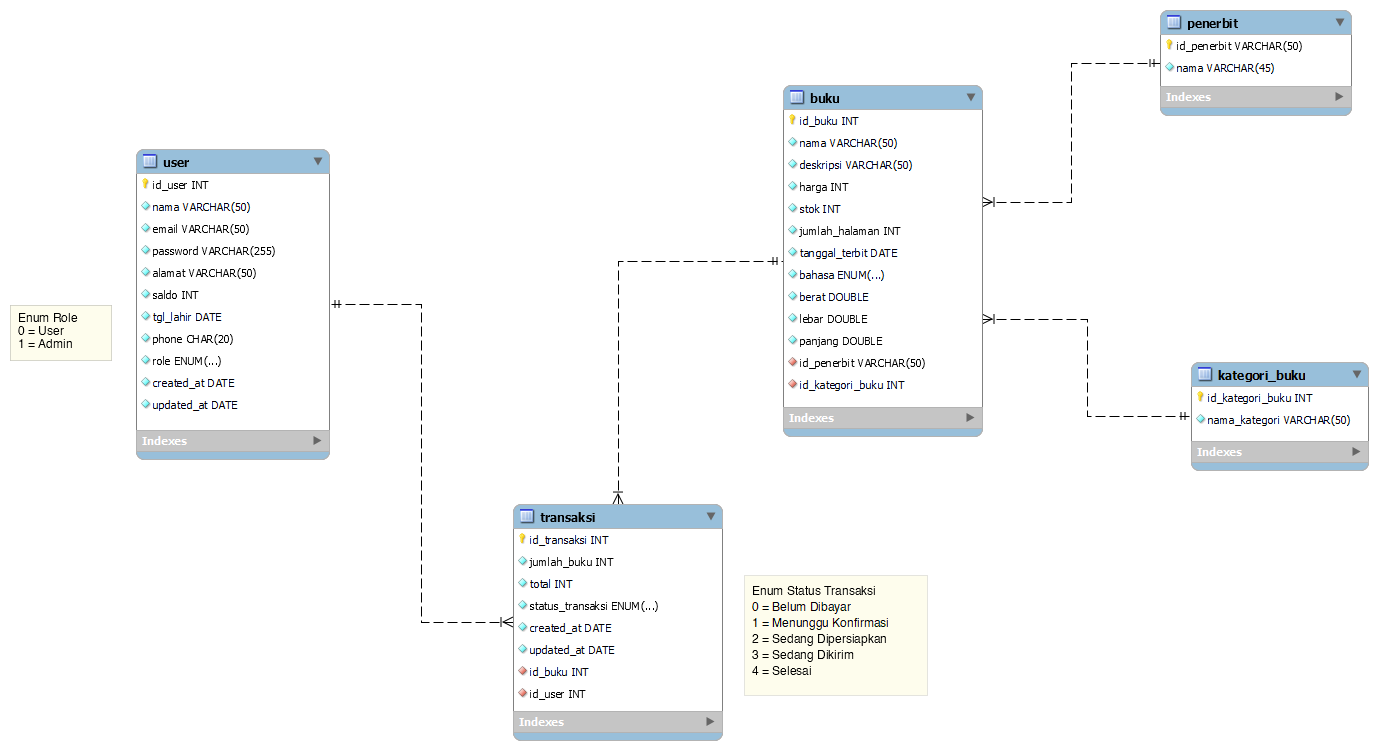 penerbit
id_penerbit VARCHAR(50)
nama VARCHAR(45)
Indexes
buku
id_buku INT
nama VARCHAR(50)
deskripsi VARCHAR(50)
harga INT
stok INT
jumlah_halaman INT
tanggal_terbit DATE
bahasa ENUM(...)
berat DOUBLE
lebar DOUBLE
panjang DOUBLE
id_penerbit VARCHAR(50)
id_kategori_buku INT
Indexes
user
id_user INT
nama VARCHAR(50)
email VARCHAR(50)
password VARCHAR(255)
alamat VARCHAR(50)
saldo INT
tgl_lahir DATE
phone CHAR(20)
role ENUM(...)
created_at DATE
updated_at DATE
Indexes
Enum Role
0 = User
1 = Admin
kategori_buku
id_kategori_buku INT
nama_kategori VARCHAR(50)
Indexes
transaksi
id_transaksi INT
jumlah_buku INT
total INT
status_transaksi ENUM(...)
created_at DATE
updated_at DATE
id_buku INT
id_user INT
Indexes
Enum Status Transaksi
0 = Belum Dibayar
1 = Menunggu Konfirmasi
2 = Sedang Dipersiapkan
3 = Sedang Dikirim
4 = Selesai